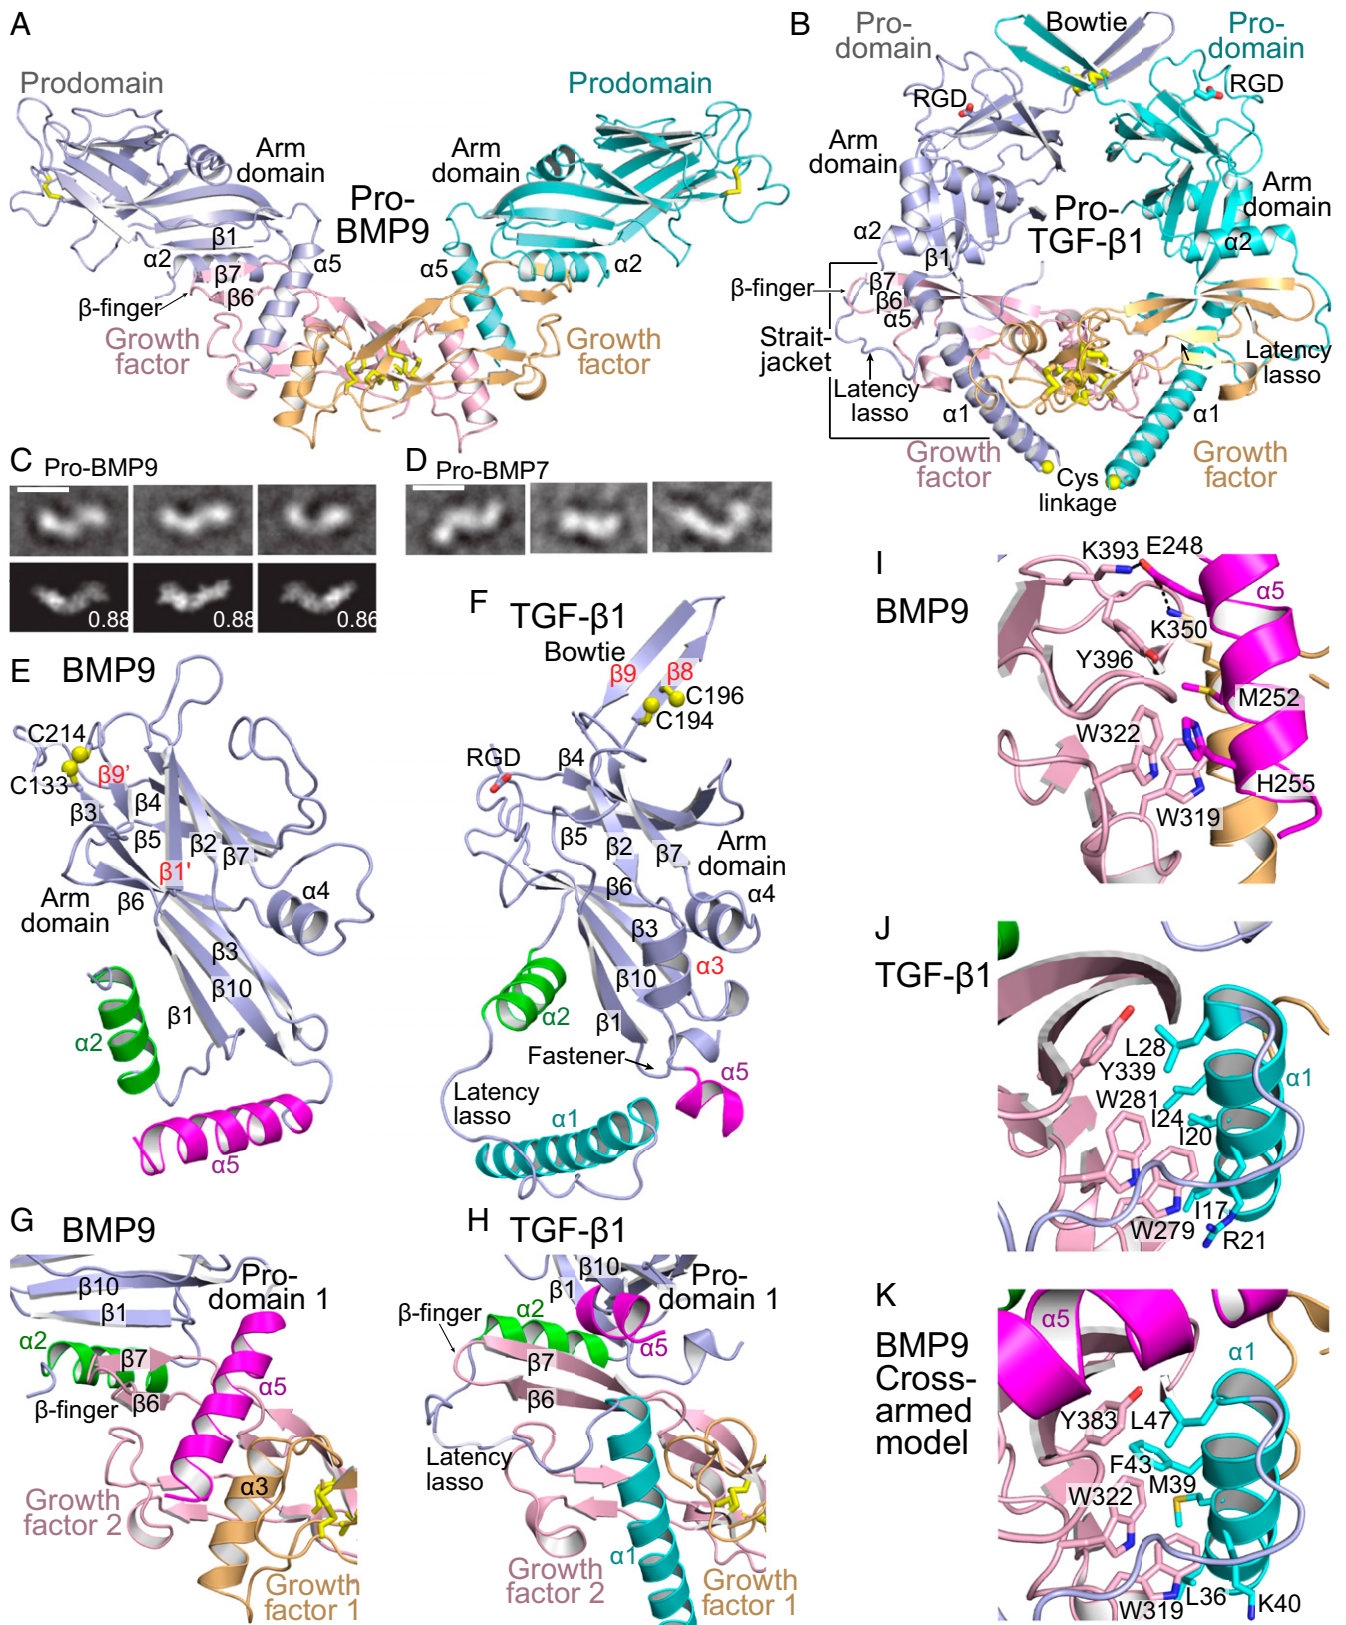 A
Prodomain
Prodomain
Arm
domain
Arm
domain
Pro-
BMP9
β1
α2
β7
α5
α5
α2
β-finger
β6
Growth
factor
Growth
factor
B
Pro-
domain
Bowtie
Pro-
domain
RGD
RGD
Arm
domain
Arm
domain
Pro-
TGF-β1
α2
α2
β1
β-finger
β7
β6
α5
Strait-
jacket
Latency
lasso
Latency
lasso
α1
α1
Growth
factor
Growth
factor
Cys
linkage
C
Pro-BMP9
0.88
0.88
0.86
D
Pro-BMP7
E
BMP9
C214
C133
β9'
β3
β4
β5
β2
β7
β1'
Arm
domain
β6
α4
β3
β10
β1
α2
α5
F
TGF-β1
Bowtie
β9
β8
C196
C194
RGD
β4
β5
β2
β7
Arm
domain
β6
α4
β3
α3
β10
α2
β1
Fastener
α5
Latency
lasso
α1
G
BMP9
Pro-
domain 1
β10
β1
α2
β7
α5
β-finger
β6
α3
Growth
factor 2
Growth
factor 1
H
TGF-β1
β10
β1
Pro-
domain 1
β-finger
α2
α5
β7
β6
Latency
lasso
α1
Growth
factor 2
Growth
factor 1
I
BMP9
K393
E248
α5
K350
Y396
M252
W322
H255
W319
J
TGF-β1
L28
Y339
α1
W281
I24
I20
I17
W279
R21
K
BMP9
Cross-
armed
model
α5
α1
Y383
L47
F43
M39
W322
L36
W319
K40